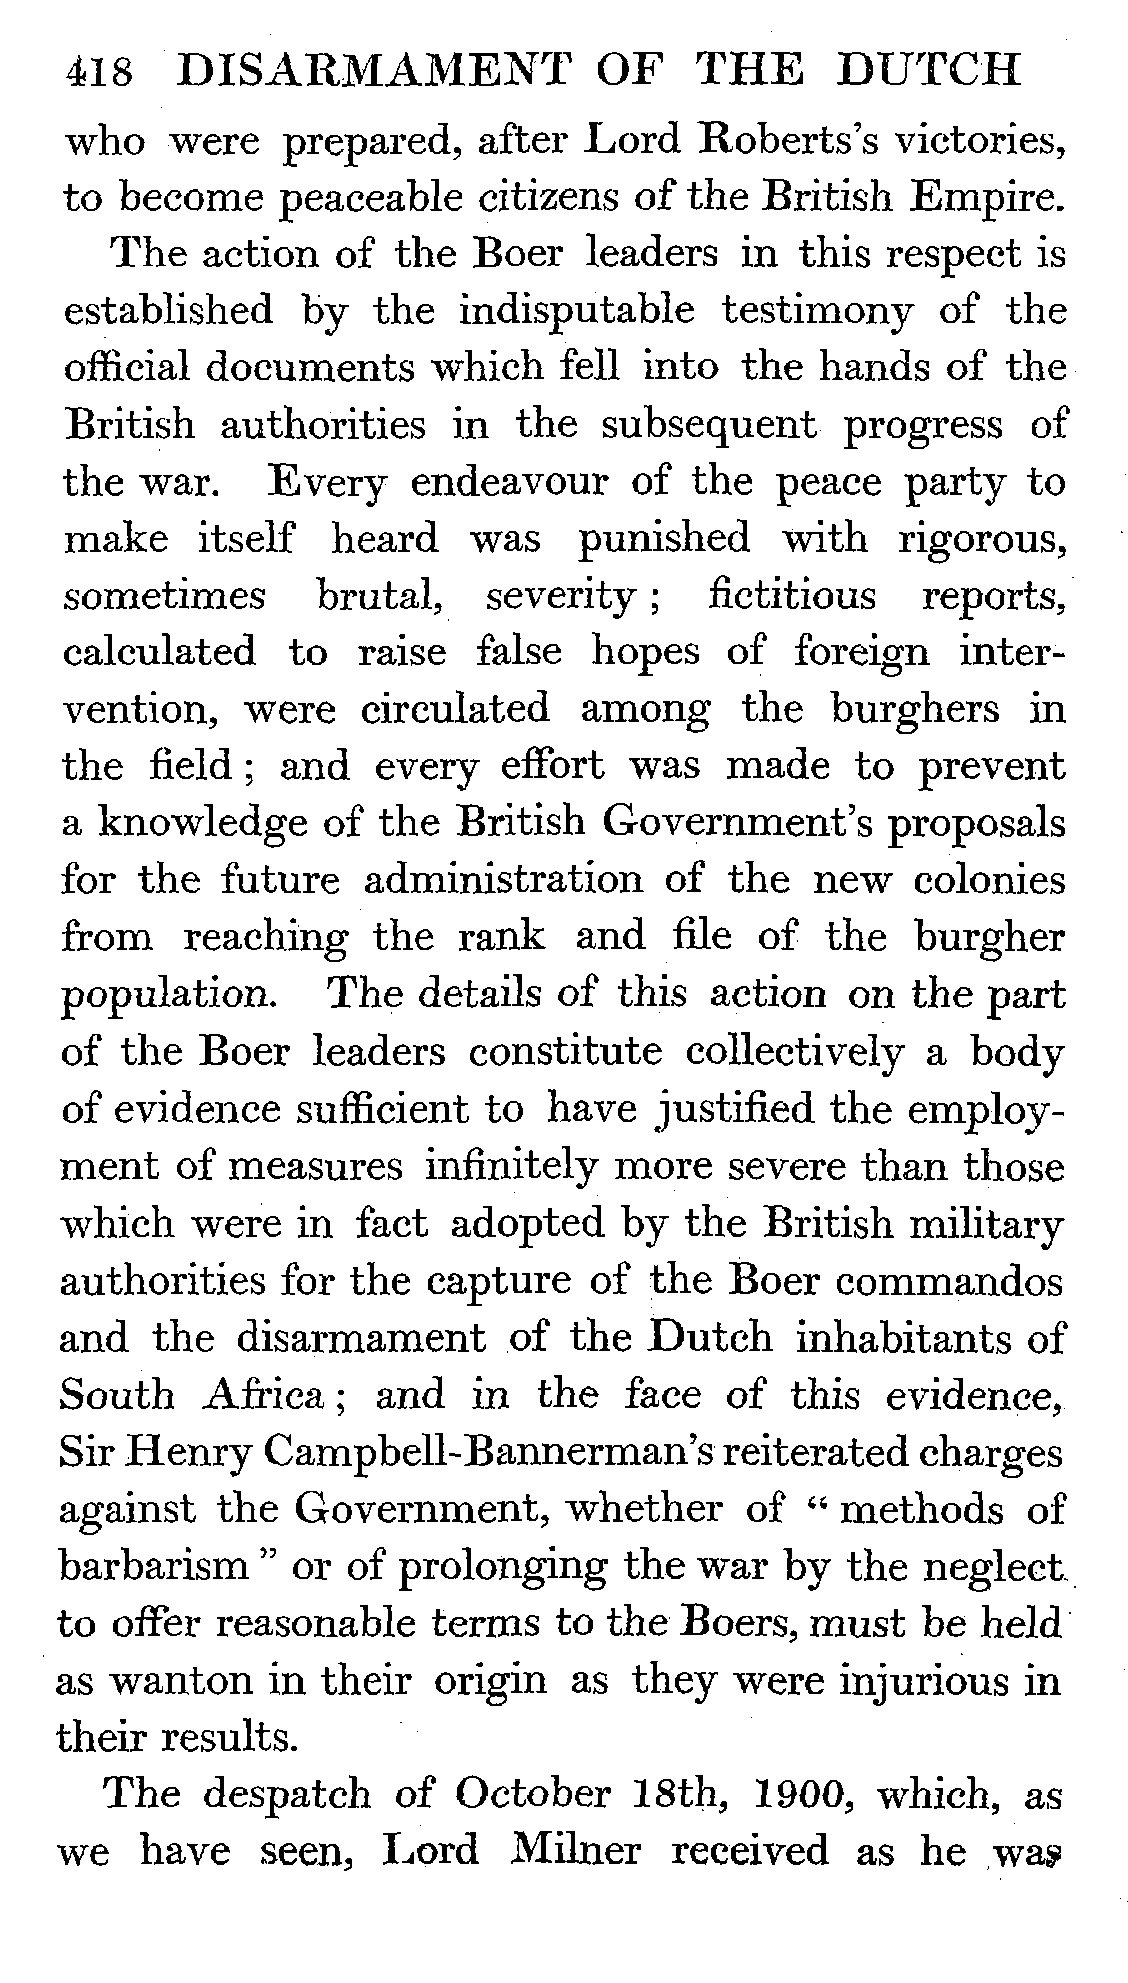 418 DISARMAMENT OF THE DUTCH
who were prepared, after Lord Roberts's victories,
to become peaceable citizens of the British Empire.
The action of the Boer leaders in this respect is
established by the indisputable testimony of the
official documents which fell into the hands of the
British authorities in the subsequent progress of
the war. Every endeavour of the peace party to
make itself heard was punished with rigorous,
sometimes brutal, severity ; fictitious reports,
calculated to raise false hopes of foreign inter-
vention, were circulated among the burghers in
the field ; and every effort was made to prevent
a knowledge of the British Government's proposals
for the future administration of the new colonies
from reaching the rank and file of the burgher
population. The details of this action on the part
of the Boer leaders constitute collectively a body
of evidence sufficient to have justified the employ-
ment of measures infinitely more severe than those
which were in fact adopted by the British military
authorities for the capture of the Boer commandos
and the disarmament of the Dutch inhabitants of
South Africa ; and in the face of this evidence,
Sir Henry Campbell-Bannerman's reiterated charges
against the Government, whether of “ methods of
barbarism ” or of prolonging the war by the neglect
to offer reasonable terms to the Boers, must be held
as wanton in their origin as they were injurious in
their results.
The despatch of October 18th, 1900, which, as
we have seen, Lord Milner received as he was